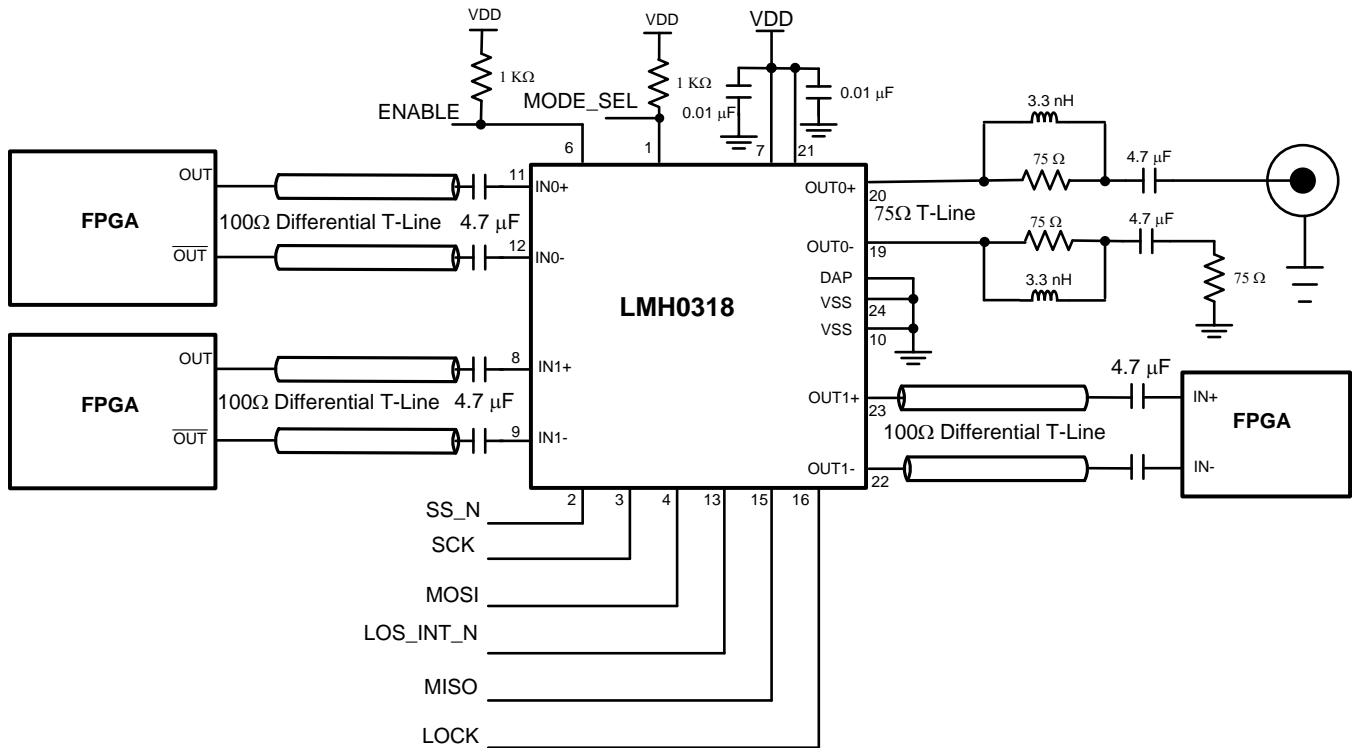 VDD
VDD
VDD
1 KΩ
1 KΩ
0.01 µF
0.01 µF
ENABLE
MODE_SEL
6
1
7
21
3.3 nH
75 Ω
4.7 µF
FPGA
OUT
OUT
100Ω Differential T-Line
4.7 µF
11
IN0+
12
IN0-
OUT0+
20
75Ω T-Line
OUT0-
19
75 Ω
4.7 µF
3.3 nH
75 Ω
DAP
VSS
24
VSS
10
LMH0318
FPGA
OUT
OUT
100Ω Differential T-Line
4.7 µF
8
IN1+
9
IN1-
OUT1+
23
100Ω Differential T-Line
OUT1-
22
4.7 µF
IN+
FPGA
IN-
2
3
4
13
15
16
SS_N
SCK
MOSI
LOS_INT_N
MISO
LOCK